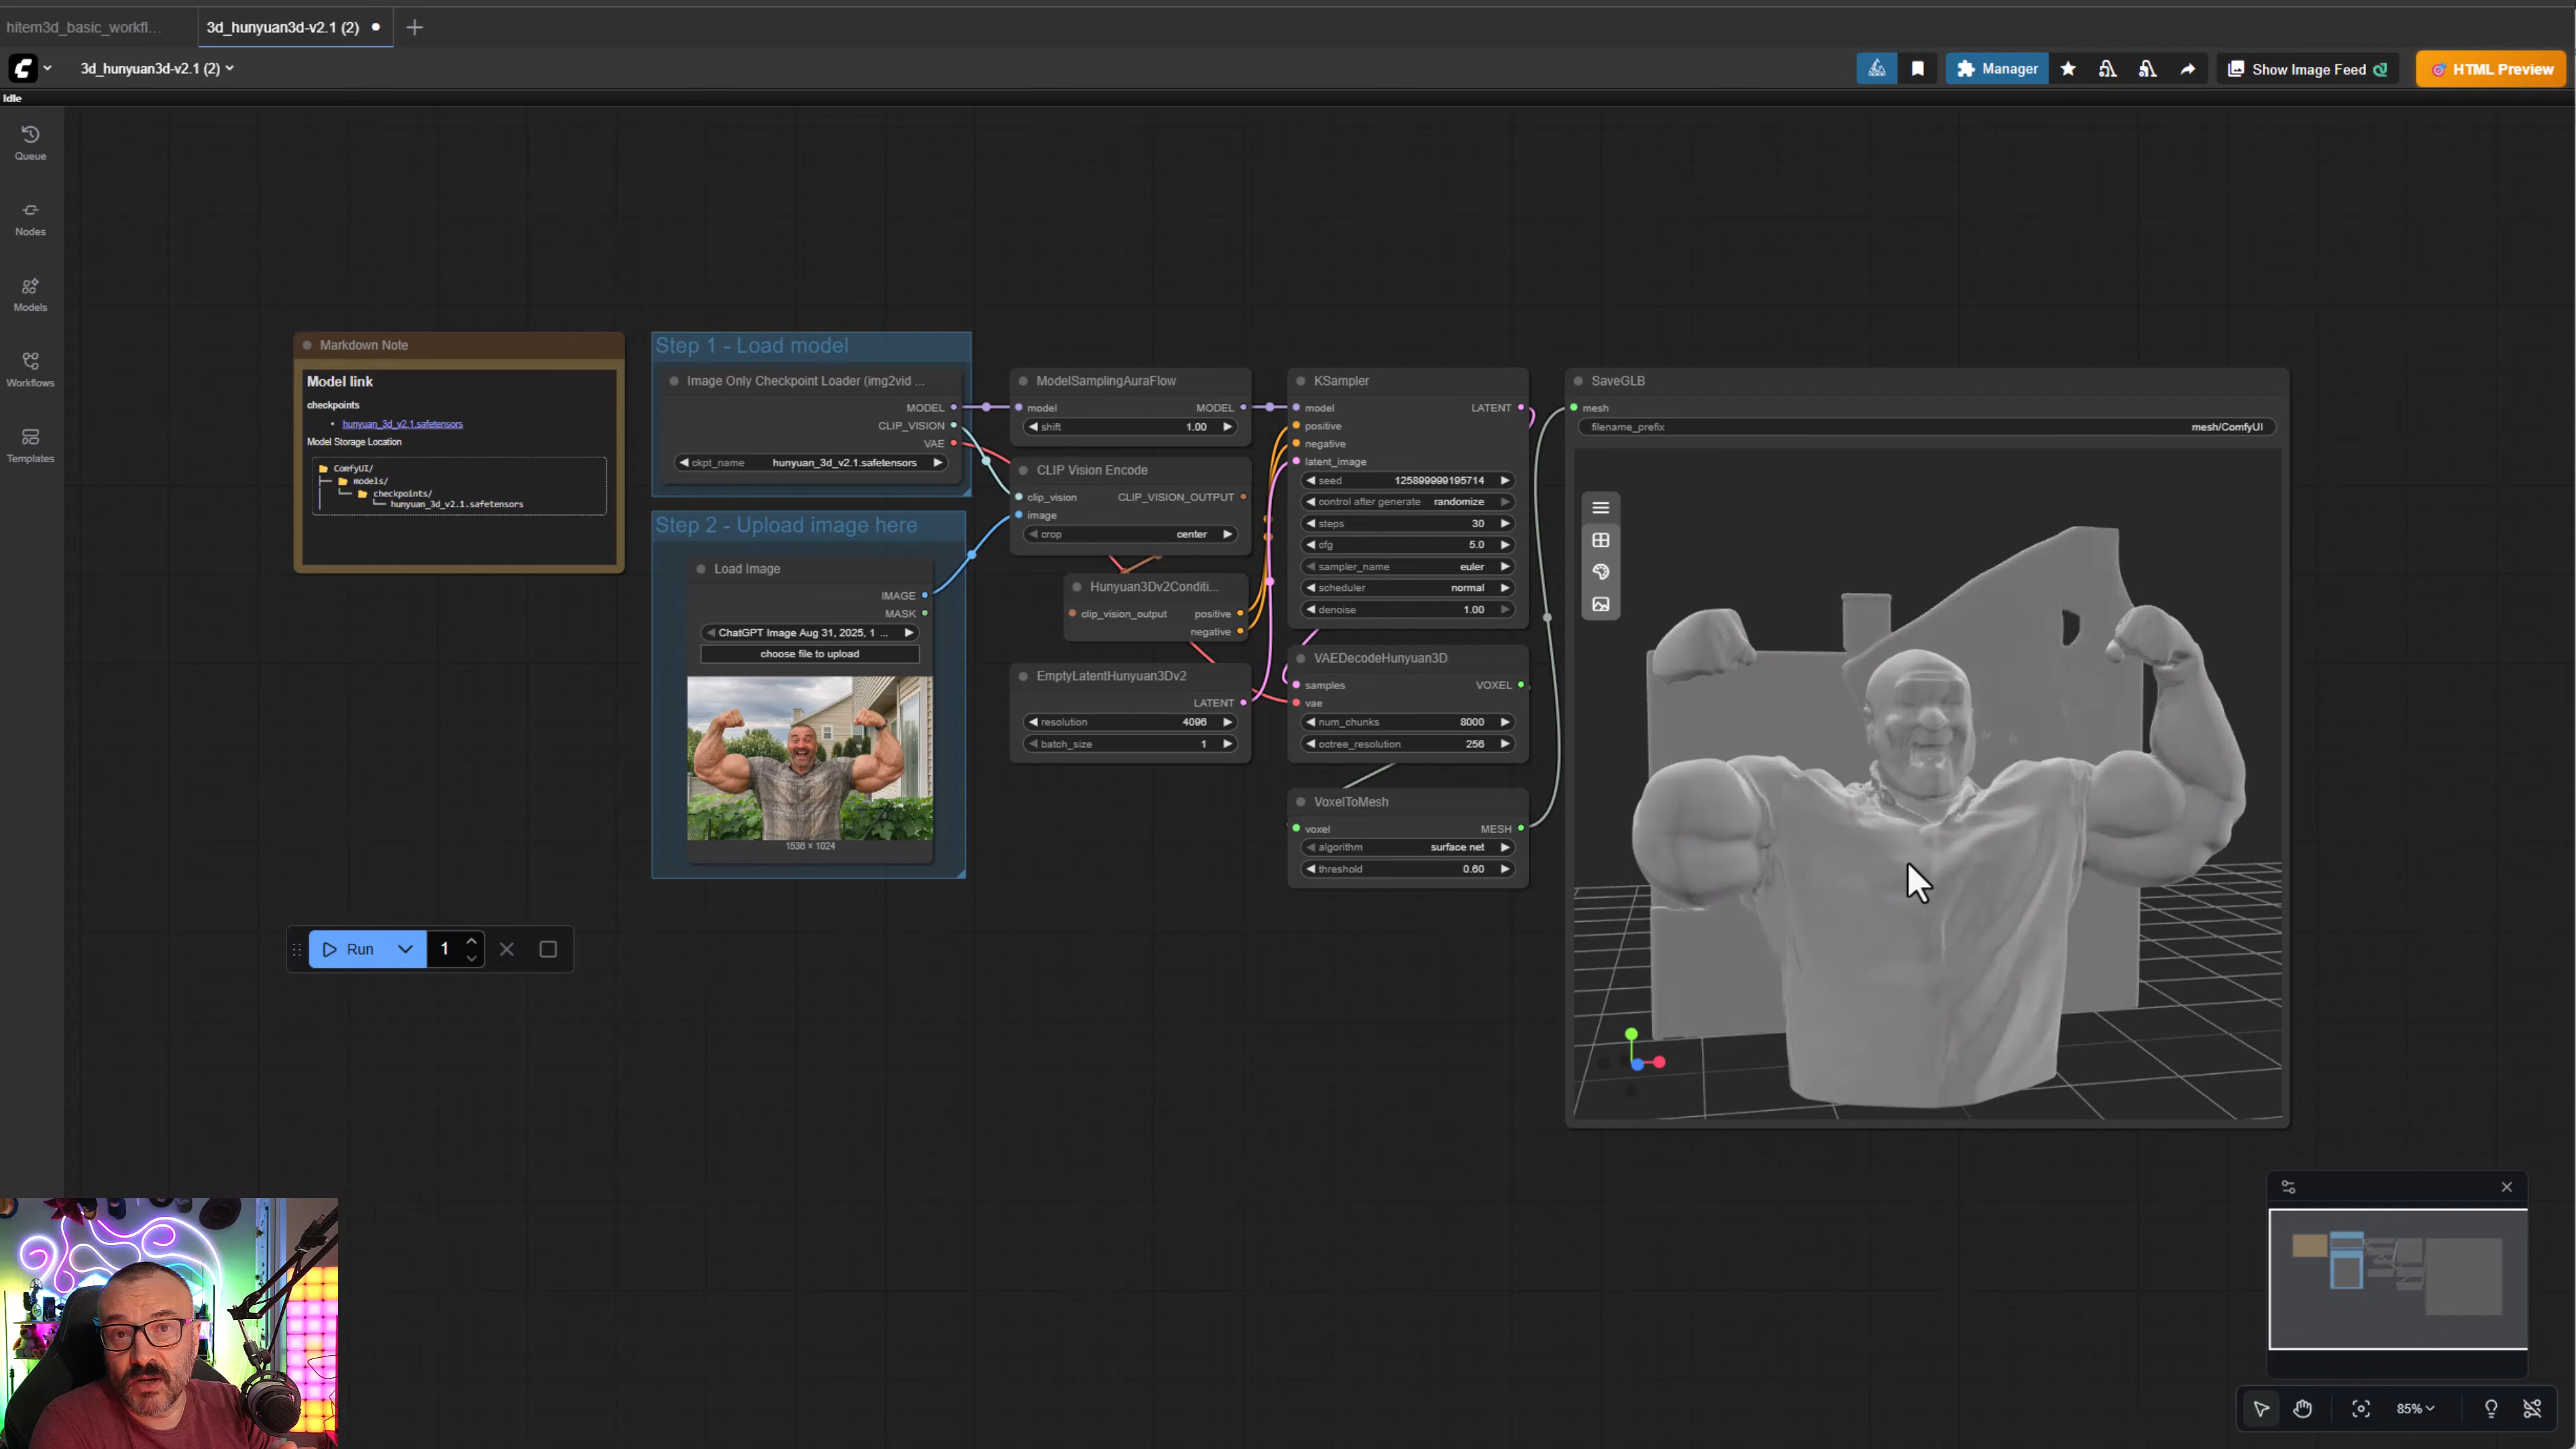 hitem3d_basic_workfl...
3d_hunyuan3d-v2.1 (2)
3d_hunyuan3d-v2.1 (2)
Manager
Show Image Feed
HTML Preview
Idle
Queue
Nodes
Models
Workflows
Templates
Markdown Note
Model link
checkpoints
hunyuan_3d_v2.1.safetensors
Model Storage Location
ComfyUI/
models/
checkpoints/
hunyuan_3d_v2.1.safetensors
Step 1 - Load model
Image Only Checkpoint Loader (img2vid ...
MODEL
CLIP_VISION
VAE
ckpt_name hunyuan_3d_v2.1.safetensors
Step 2 - Upload image here
Load Image
IMAGE
MASK
ChatGPT Image Aug 31, 2025, 1 ...
choose file to upload
1536 × 1024
ModelSamplingAuraFlow
model MODEL
shift 1.00
CLIP Vision Encode
clip_vision CLIP_VISION_OUTPUT
image
crop center
Hunyuan3Dv2Conditi...
clip_vision_output positive
negative
EmptyLatentHunyuan3Dv2
LATENT
resolution 4096
batch_size 1
KSampler
model LATENT
positive
negative
latent_image
seed 125899999195714
control after generate randomize
steps 30
cfg 5.0
sampler_name euler
scheduler normal
denoise 1.00
VAEDecodeHunyuan3D
samples VOXEL
vae
num_chunks 8000
octree_resolution 256
VoxelToMesh
voxel MESH
algorithm surface net
threshold 0.60
SaveGLB
mesh
filename_prefix mesh/ComfyUI
Run
1
85%